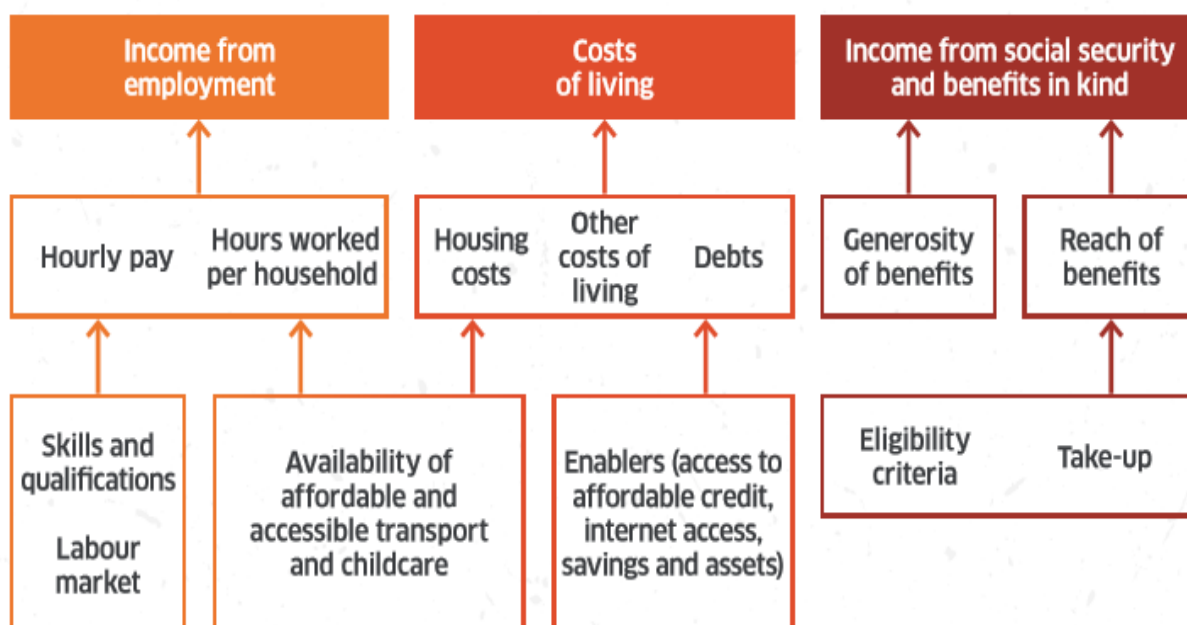 Income from
employment
Costs
of living
Income from social security
and benefits in kind
Hourly pay
Hours worked
per household
Housing
costs
Other
costs of
living
Debts
Generosity
of benefits
Reach of
benefits
Skills and
qualifications
Labour
market
Availability of
affordable and
accessible transport
and childcare
Enablers (access to
affordable credit,
internet access,
savings and assets)
Eligibility
criteria
Take-up